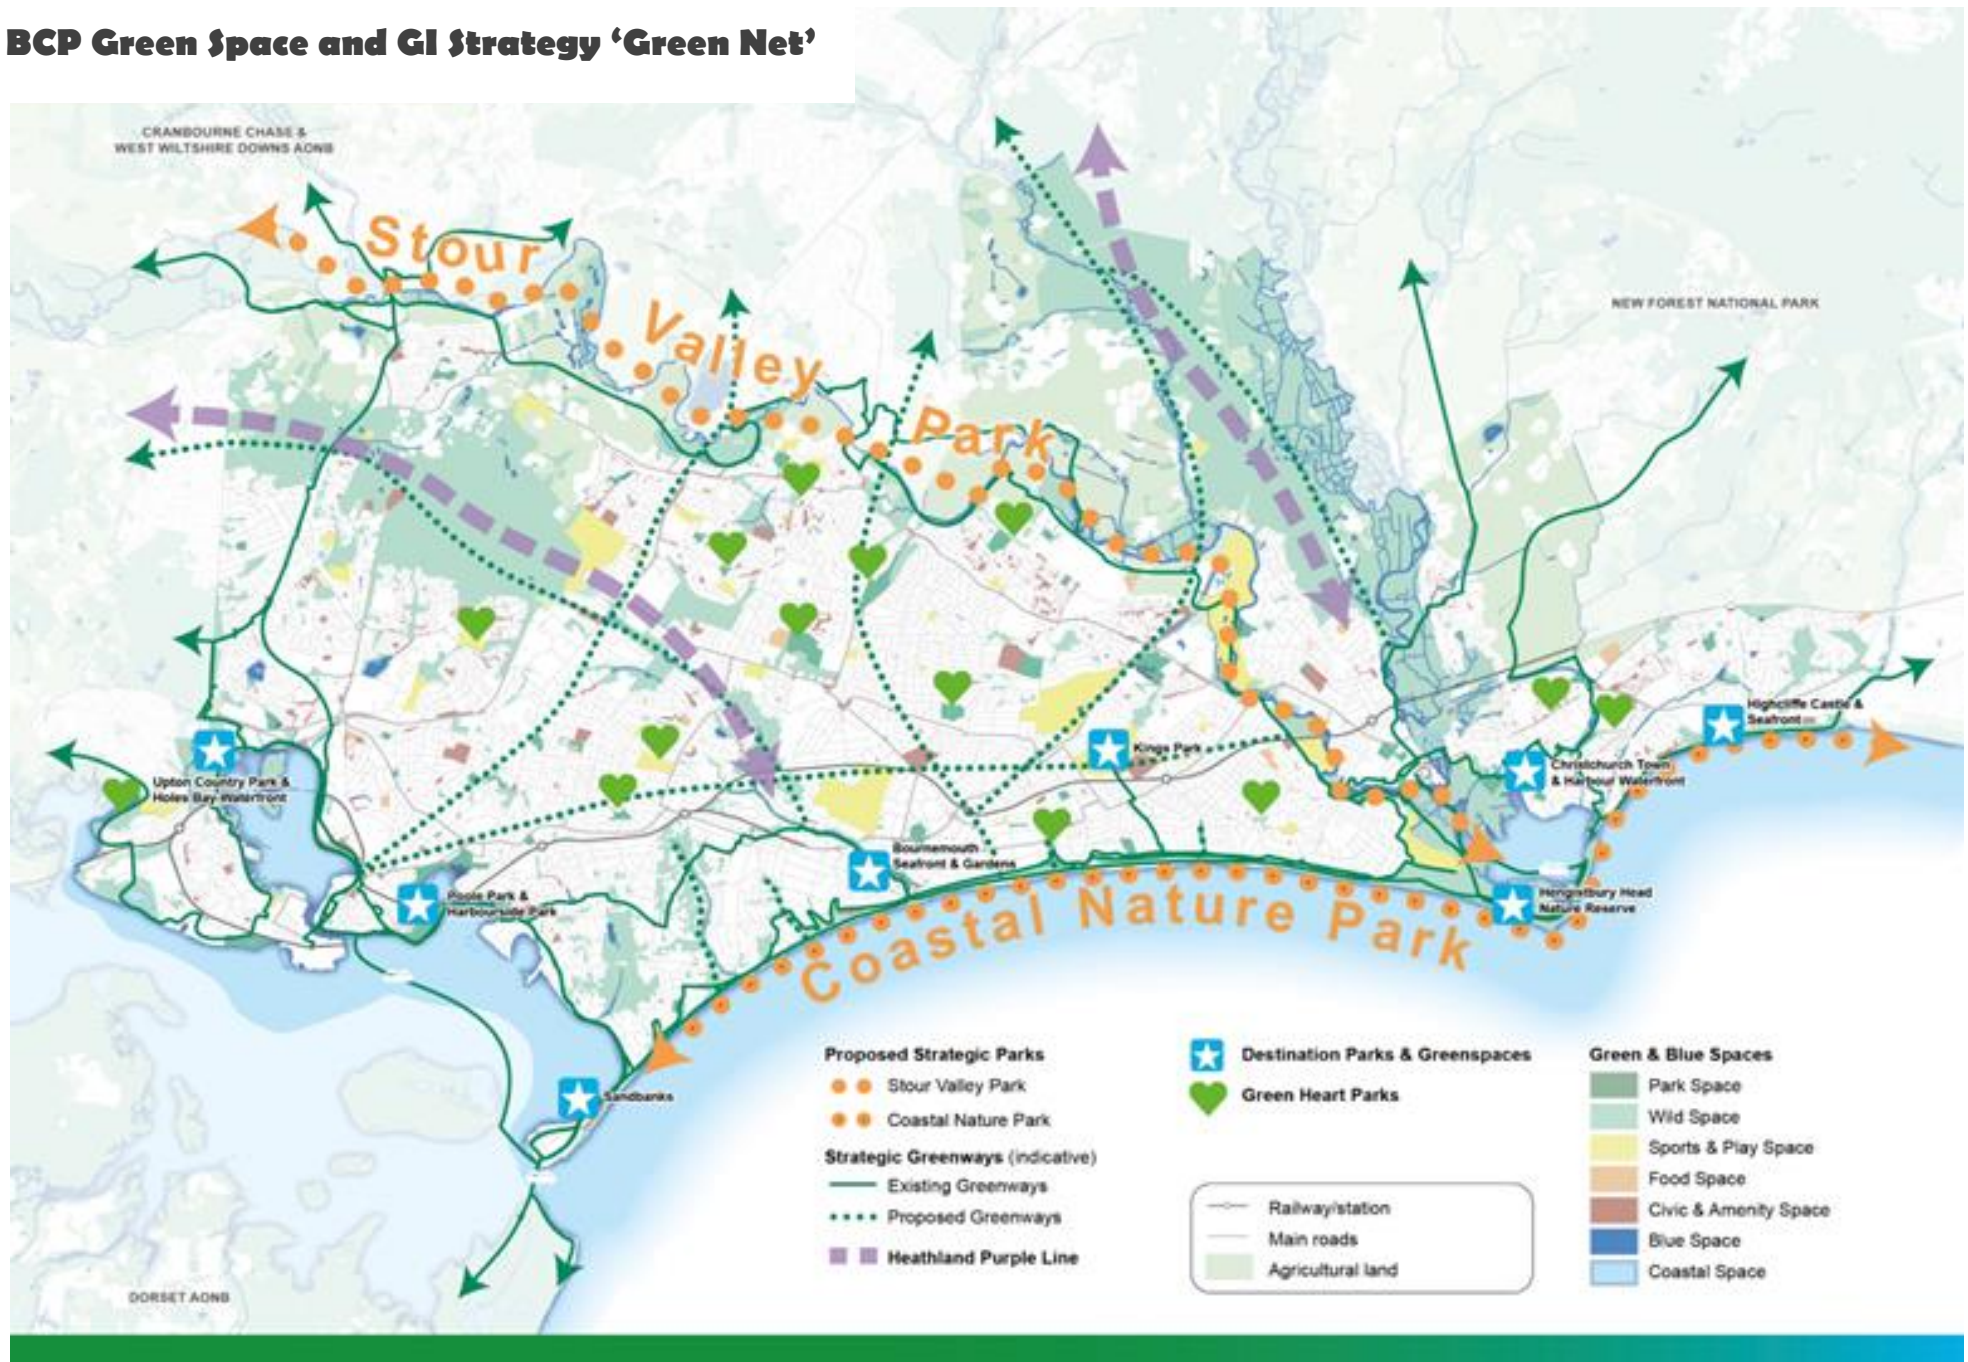 BCP Green Space and GI Strategy ‘Green Net’
CRANBOURNE CHASE &
WEST WILTSHIRE DOWNS AONB
NEW FOREST NATIONAL PARK
Stour
Valley
Park
Highcliffe Castle &
Seafront
Kings Park
Christchurch Town
& Harbour Waterfront
Upton Country Park &
Holes Bay Waterfront
Bournemouth
Seafront & Gardens
Poole Park &
Harbourside Park
Hengistbury Head
Nature Reserve
Coastal Nature Park
Sandbanks
DORSET AONB
Proposed Strategic Parks
Stour Valley Park
Coastal Nature Park
Strategic Greenways (indicative)
Existing Greenways
Proposed Greenways
Heathland Purple Line
Destination Parks & Greenspaces
Green Heart Parks
Railway/station
Main roads
Agricultural land
Green & Blue Spaces
Park Space
Wild Space
Sports & Play Space
Food Space
Civic & Amenity Space
Blue Space
Coastal Space